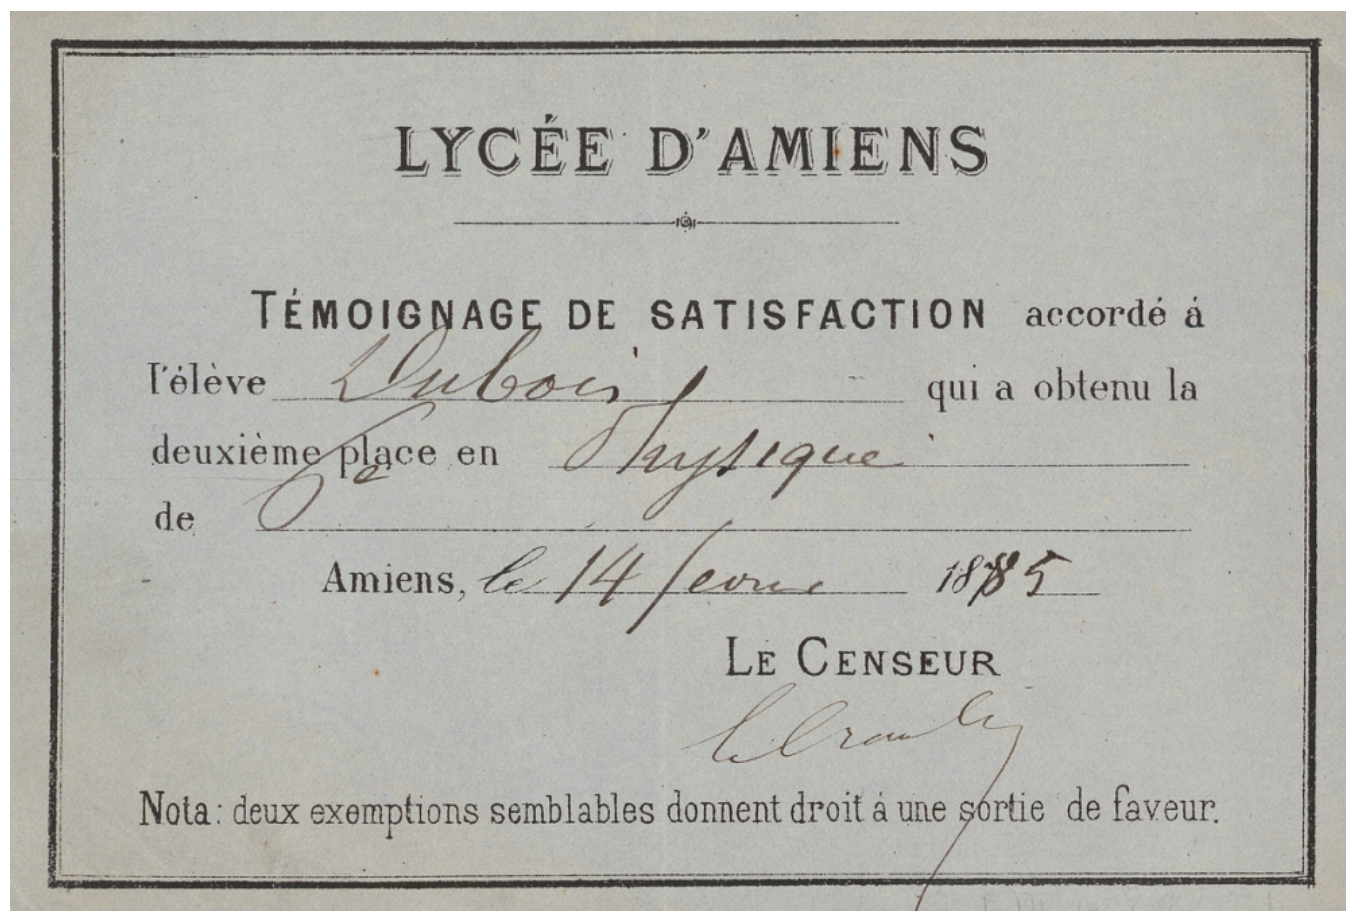 LYCÉE D'AMIENS
TÉMOIGNAGE DE SATISFACTION accordé à
l'élève Dubois qui a obtenu la
deuxième place en Physique
de 6e
Amiens, le 14 fevrier 1885
LE CENSEUR
Nota : deux exemptions semblables donnent droit à une sortie de faveur.